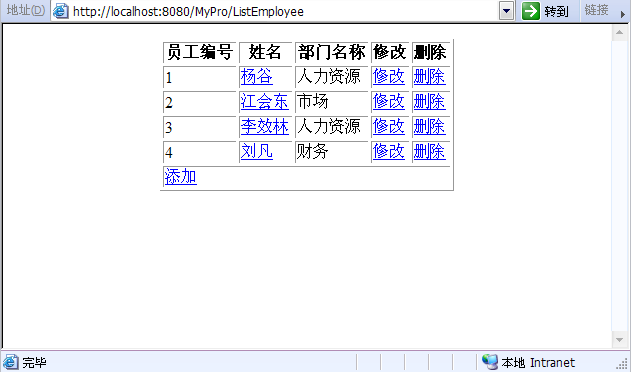 地址(D) http://localhost:8080/MyPro/ListEmployee 转到 链接
员工编号 姓名 部门名称 修改 删除
1 杨谷 人力资源 修改 删除
2 江会东 市场 修改 删除
3 李效林 人力资源 修改 删除
4 刘凡 财务 修改 删除
添加
完毕 本地 Intranet